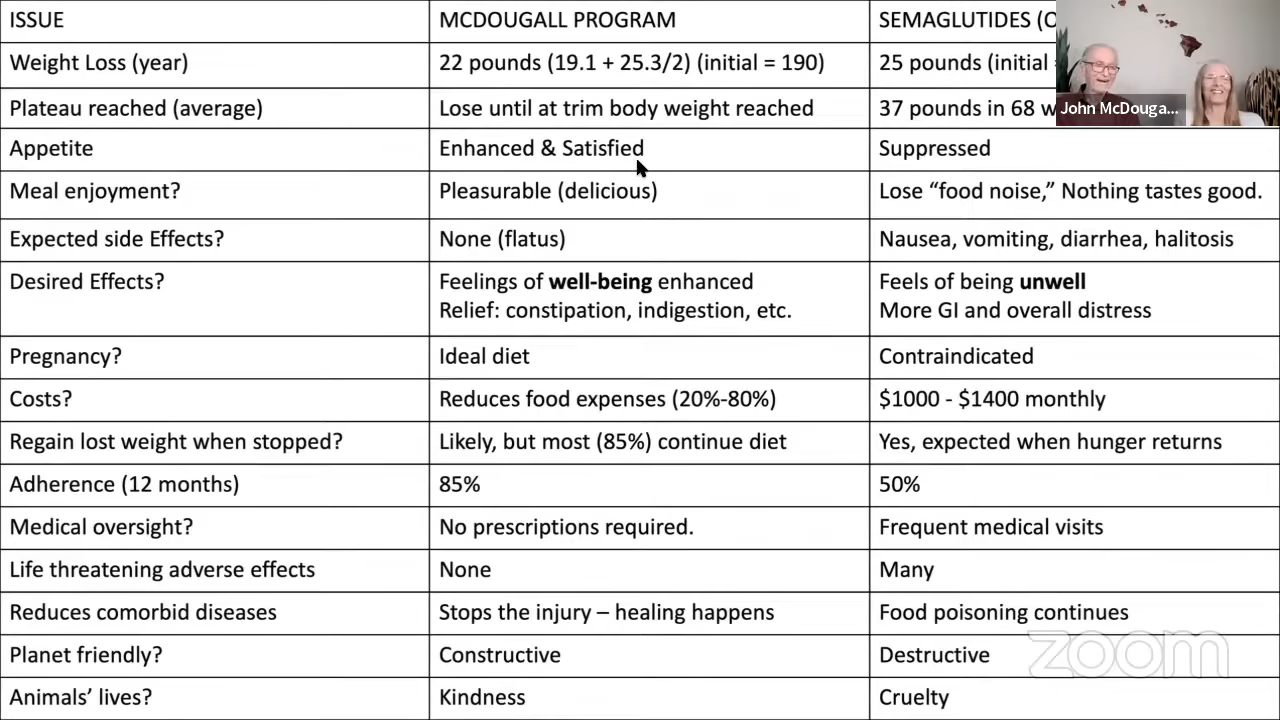 ISSUE MCDOUGALL PROGRAM SEMAGLUTIDES (O
Weight Loss (year) 22 pounds (19.1 + 25.3/2) (initial = 190) 25 pounds (initial
Plateau reached (average) Lose until at trim body weight reached 37 pounds in 68 w
John McDouga...
Appetite Enhanced & Satisfied Suppressed
Meal enjoyment? Pleasurable (delicious) Lose “food noise,” Nothing tastes good.
Expected side Effects? None (flatus) Nausea, vomiting, diarrhea, halitosis
Desired Effects? Feelings of well-being enhanced Feels of being unwell
Relief: constipation, indigestion, etc. More GI and overall distress
Pregnancy? Ideal diet Contraindicated
Costs? Reduces food expenses (20%-80%) $1000 - $1400 monthly
Regain lost weight when stopped? Likely, but most (85%) continue diet Yes, expected when hunger returns
Adherence (12 months) 85% 50%
Medical oversight? No prescriptions required. Frequent medical visits
Life threatening adverse effects None Many
Reduces comorbid diseases Stops the injury – healing happens Food poisoning continues
Planet friendly? Constructive Destructive
zoom
Animals’ lives? Kindness Cruelty